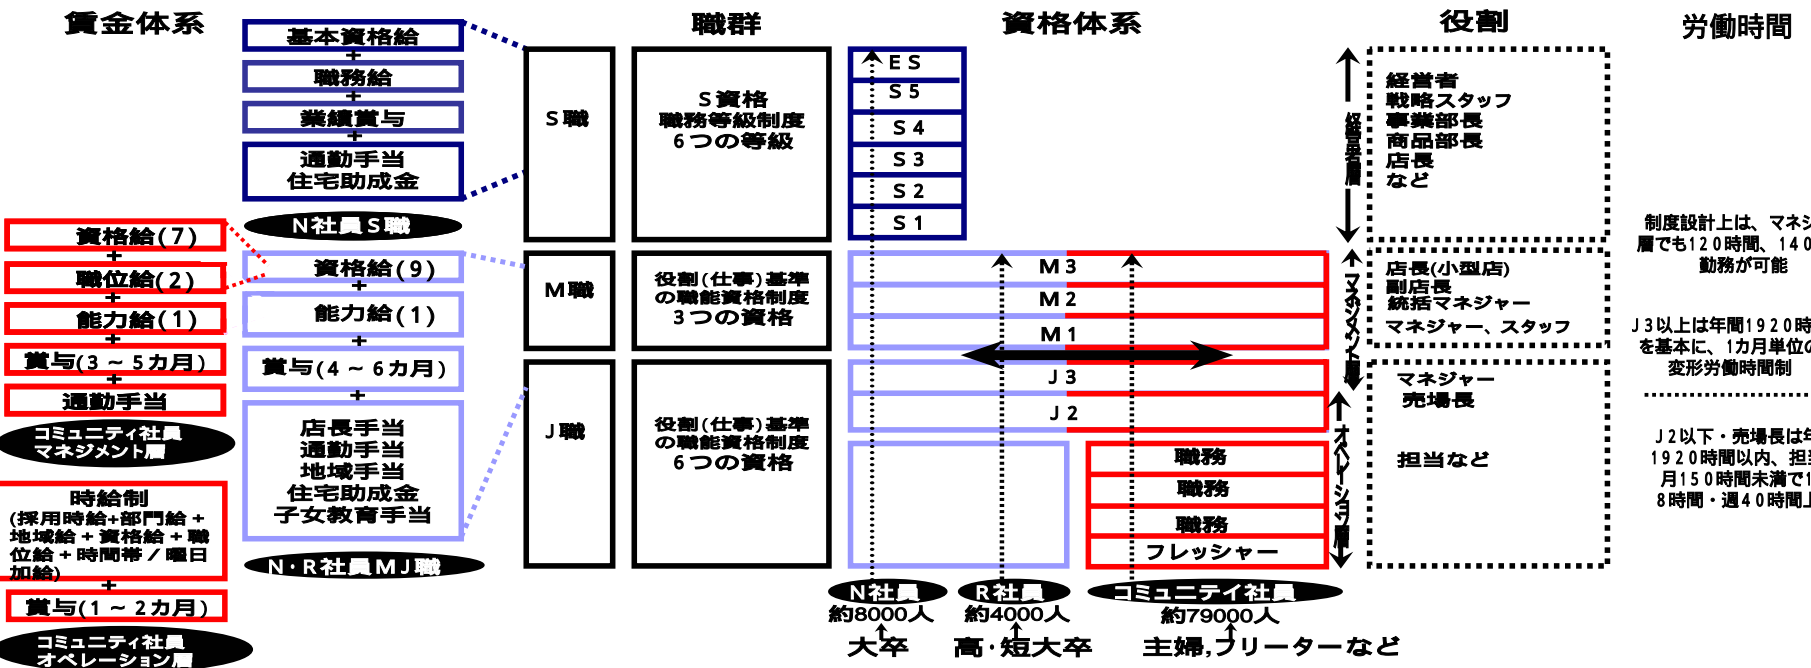 賃金体系
職群
資格体系
役割
労働時間
基本資格給
+
職務給
+
業績賞与
+
通勤手当
住宅助成金
N社員S職
資格給(7)
+
職位給(2)
+
能力給(1)
+
賞与(3～5カ月)
+
通勤手当
コミュニティ社員
マネジメント層
時給制
(採用時給+部門給+
地域給+資格給+職
位給+時間帯/曜日
加給)
+
賞与(1～2カ月)
コミュニティ社員
オペレーション層
資格給(9)
+
能力給(1)
+
賞与(4～6カ月)
+
店長手当
通勤手当
地域手当
住宅助成金
子女教育手当
N・R社員MJ職
S職
M職
J職
S資格
職務等級制度
6つの等級
役割(仕事)基準
の職能資格制度
3つの資格
役割(仕事)基準
の職能資格制度
6つの資格
ES
S5
S4
S3
S2
S1
M3
M2
M1
J3
J2
職務
職務
職務
フレッシャー
N社員
約8000人
大卒
R社員
約4000人
高・短大卒
コミュニテイ社員
約79000人
主婦,フリーターなど
経営者層
マネジメント層
オペレーション層
経営者
戦略スタッフ
事業部長
商品部長
店長
など
店長(小型店)
副店長
統括マネジャー
マネジャー、スタッフ
マネジャー
売場長
担当など
制度設計上は、マネジ
層でも120時間、140
勤務が可能
J3以上は年間1920時
を基本に、1カ月単位の
変形労働時間制
J2以下・売場長は年
1920時間以内、担当
月150時間未満で1
8時間・週40時間上